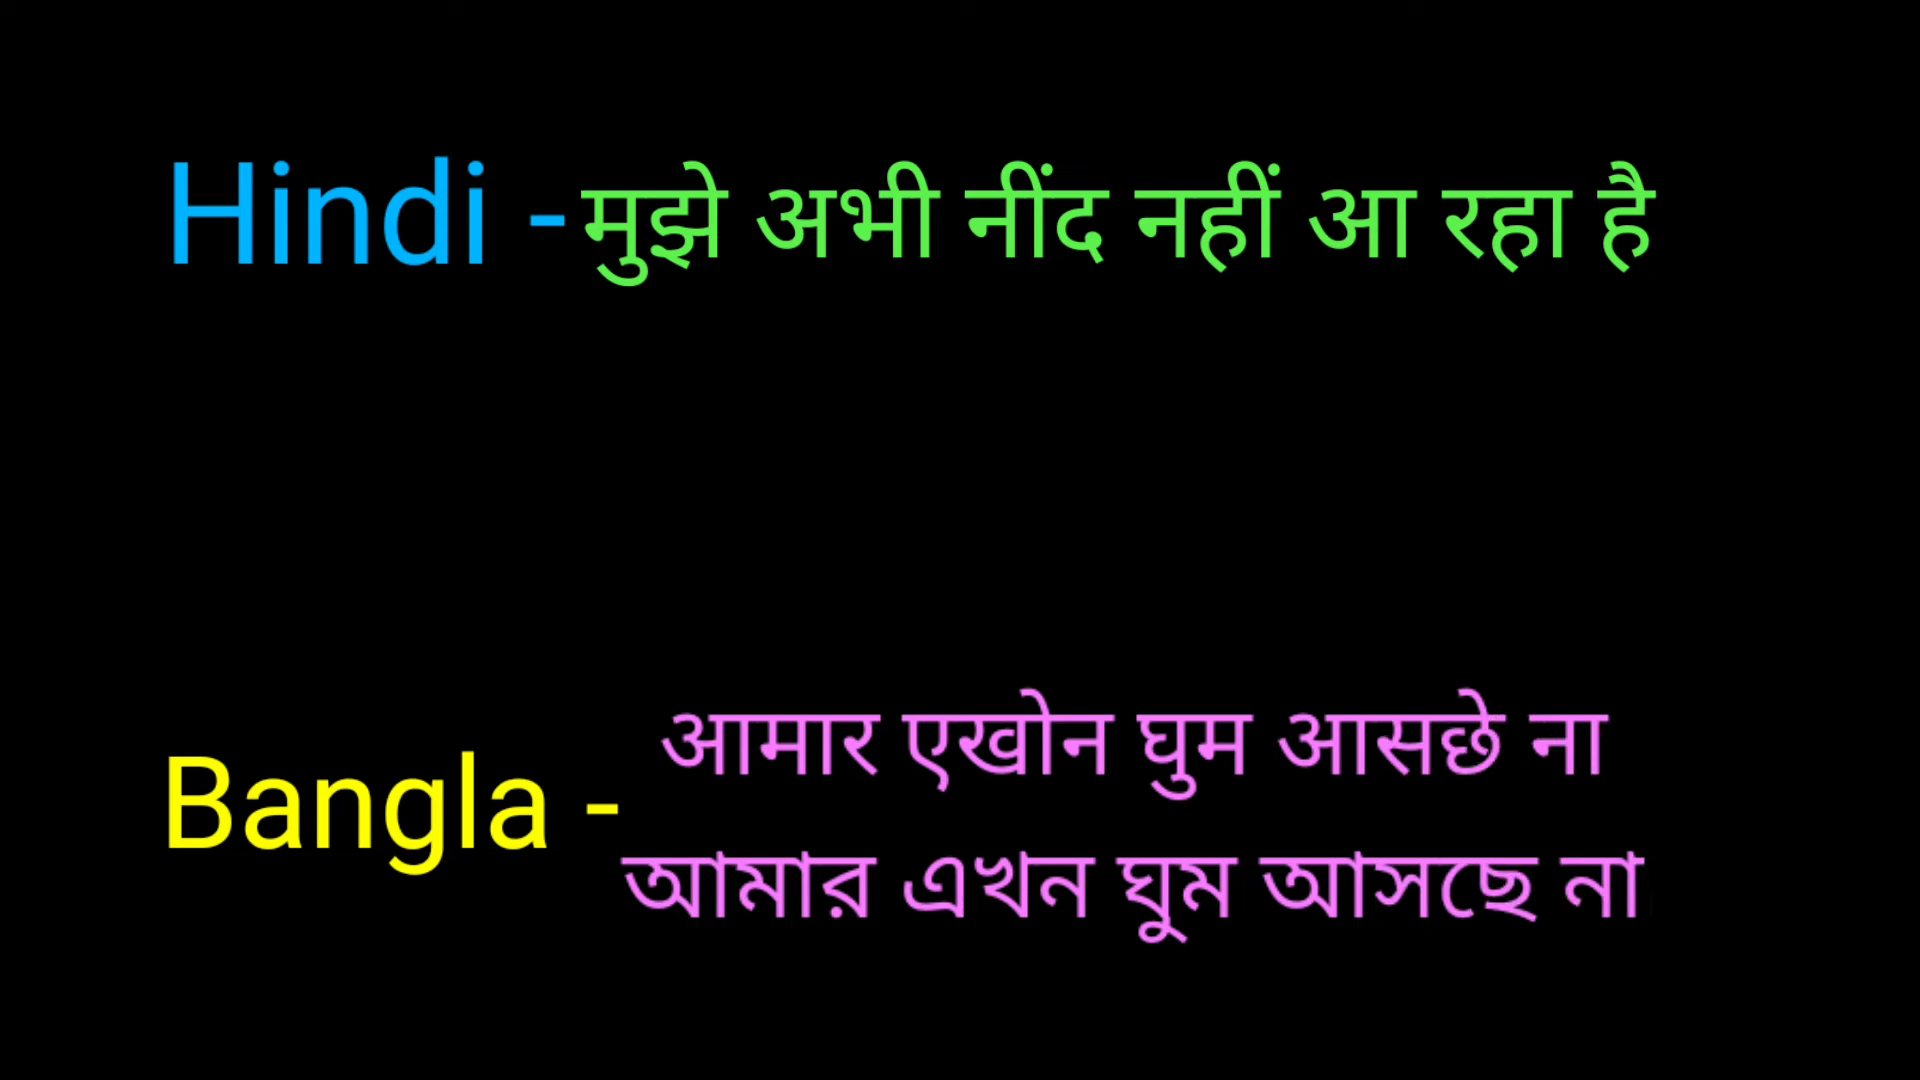 Hindi - मुझे अभी नींद नहीं आ रहा है
आमार एखोन घुम आसछे ना
Bangla -
আমার এখন ঘুম আসছে না